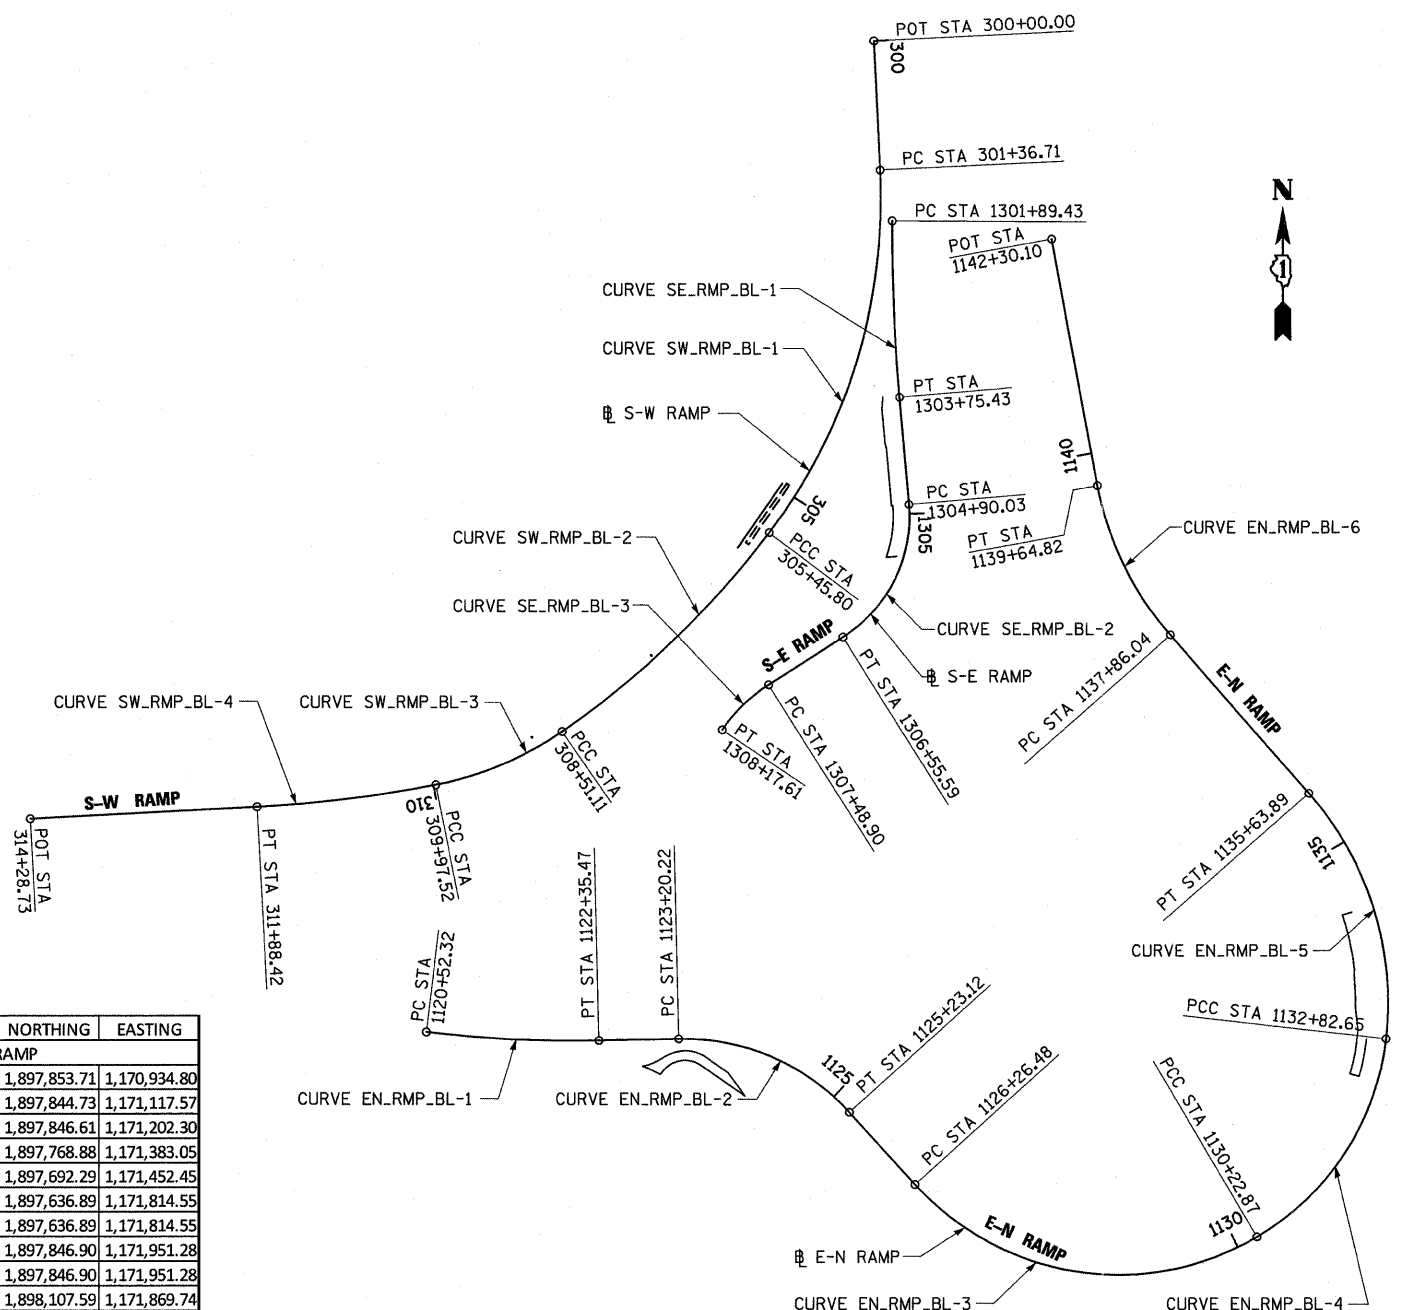 POT STA 300+00.00
300
PC STA 301+36.71
N
PC STA 1301+89.43
POT STA
1142+30.10
1
CURVE SE_RMP_BL-1
CURVE SW_RMP_BL-1
PT STA
1303+75.43
℄ S-W RAMP
1140
305
PC STA
1304+90.03
1305
CURVE SW_RMP_BL-2
PCC STA
305+45.80
PT STA
1139+64.82
CURVE EN_RMP_BL-6
CURVE SE_RMP_BL-3
CURVE SE_RMP_BL-2
S-E RAMP
℄ S-E RAMP
PT STA 1306+55.59
PC STA 1137+86.04
E-N RAMP
CURVE SW_RMP_BL-4
CURVE SW_RMP_BL-3
PC STA 1307+48.90
PT STA
1308+17.61
PCC STA
308+51.11
S-W RAMP
310
PCC STA
309+97.52
POT STA
314+28.73
PT STA 311+88.42
PT STA 1135+63.89
1135
PT STA 1122+35.47
PC STA 1123+20.22
PC STA
1120+52.32
CURVE EN_RMP_BL-5
PCC STA 1132+82.65
PT STA 1125+23.12
1125
PC STA 1126+26.48
PCC STA 1130+22.87
CURVE EN_RMP_BL-1
CURVE EN_RMP_BL-2
1130
E-N RAMP
℄ E-N RAMP
CURVE EN_RMP_BL-3
CURVE EN_RMP_BL-4
NORTHING EASTING
RAMP
1,897,853.71 1,170,934.80
1,897,844.73 1,171,117.57
1,897,846.61 1,171,202.30
1,897,768.88 1,171,383.05
1,897,692.29 1,171,452.45
1,897,636.89 1,171,814.55
1,897,636.89 1,171,814.55
1,897,846.90 1,171,951.28
1,897,846.90 1,171,951.28
1,898,107.59 1,171,869.74